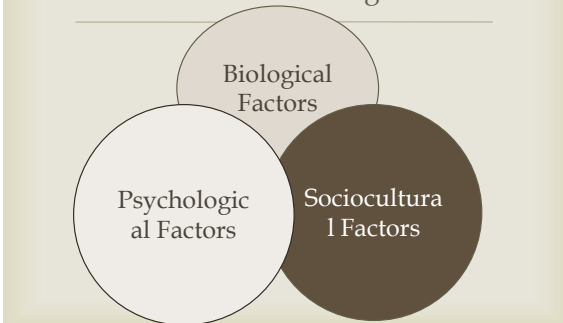 Biological
Factors
Psychologic
al Factors
Sociocultura
l Factors